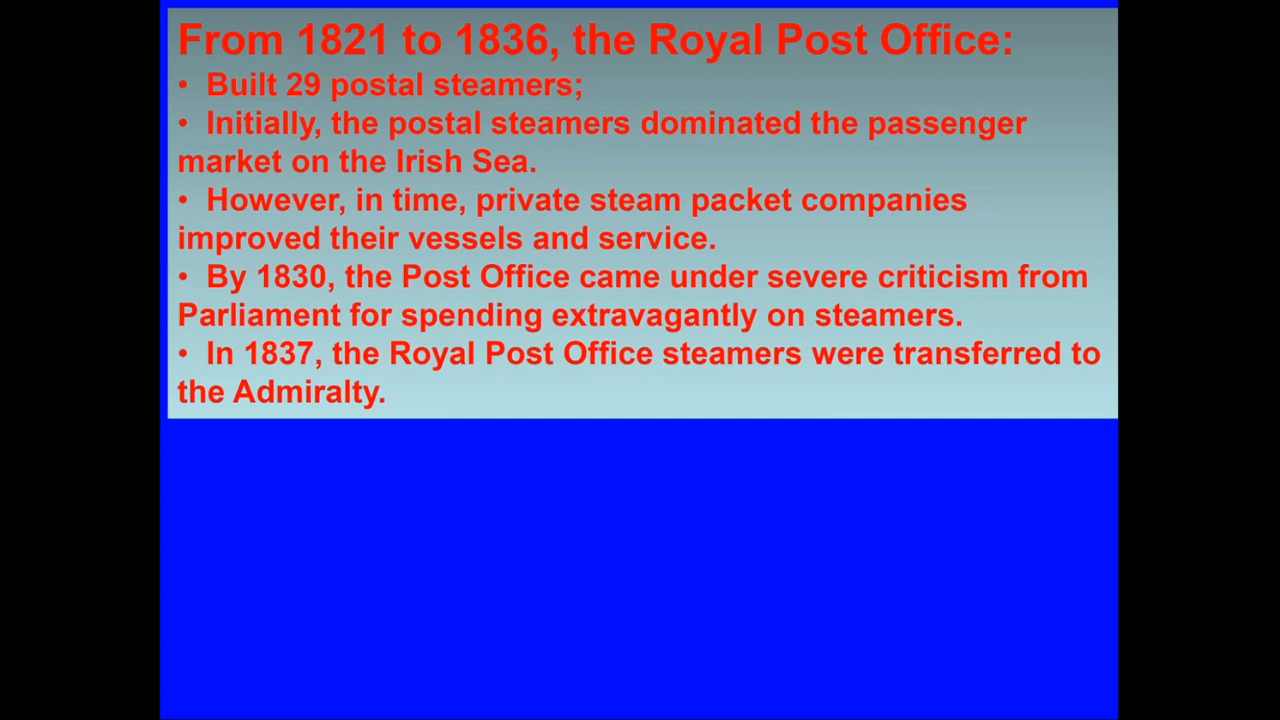 From 1821 to 1836, the Royal Post Office:
• Built 29 postal steamers;
• Initially, the postal steamers dominated the passenger
market on the Irish Sea.
• However, in time, private steam packet companies
improved their vessels and service.
• By 1830, the Post Office came under severe criticism from
Parliament for spending extravagantly on steamers.
• In 1837, the Royal Post Office steamers were transferred to
the Admiralty.